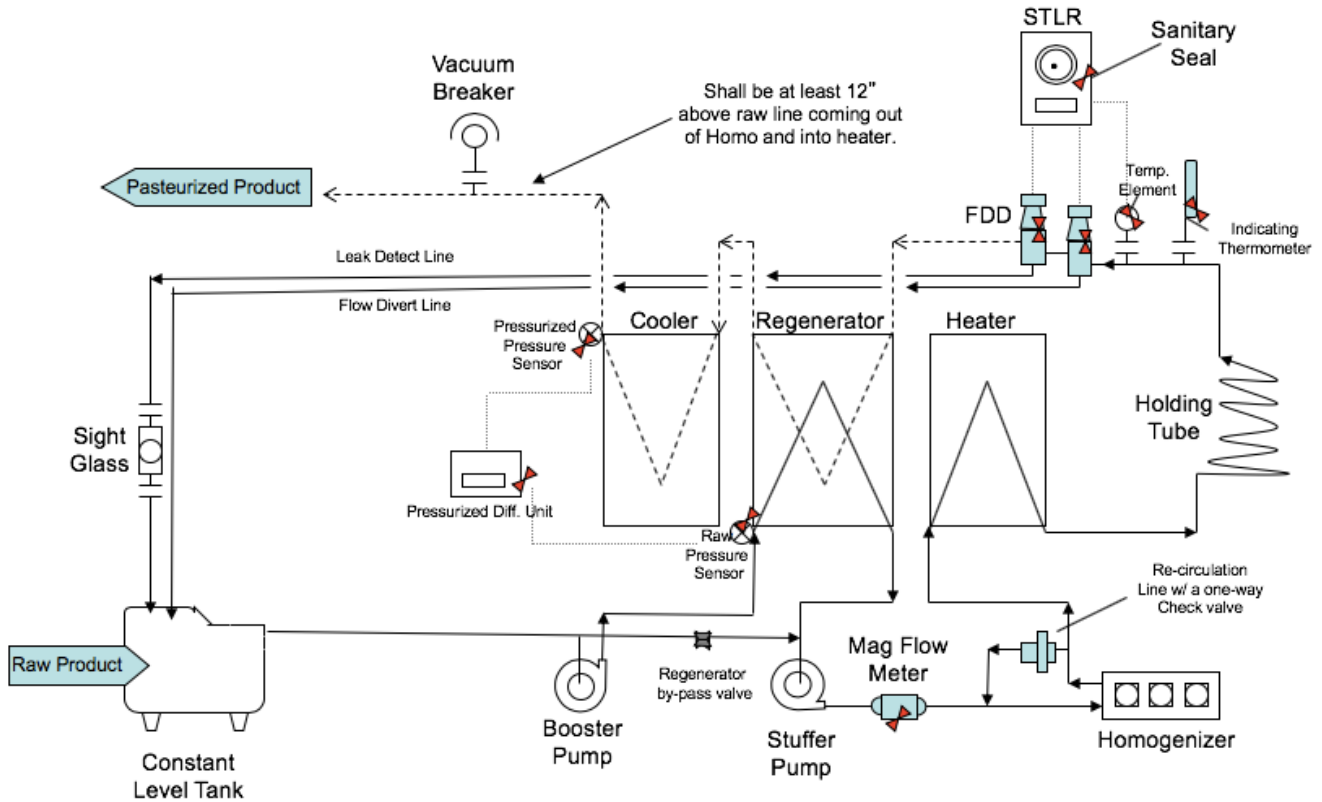 STLR
Sanitary
Seal
Vacuum
Breaker
Shall be at least 12"
above raw line coming out
of Homo and into heater.
Pasteurized Product
Temp.
Element
FDD
Indicating
Thermometer
Leak Detect Line
Flow Divert Line
Pressurized
Pressure
Sensor
Cooler
Regenerator
Heater
Holding
Tube
Sight
Glass
Pressurized Diff. Unit
Raw
Pressure
Sensor
Re-circulation
Line w/ a one-way
Check valve
Raw Product
Mag Flow
Meter
Regenerator
by-pass valve
Booster
Pump
Stuffer
Pump
Homogenizer
Constant
Level Tank